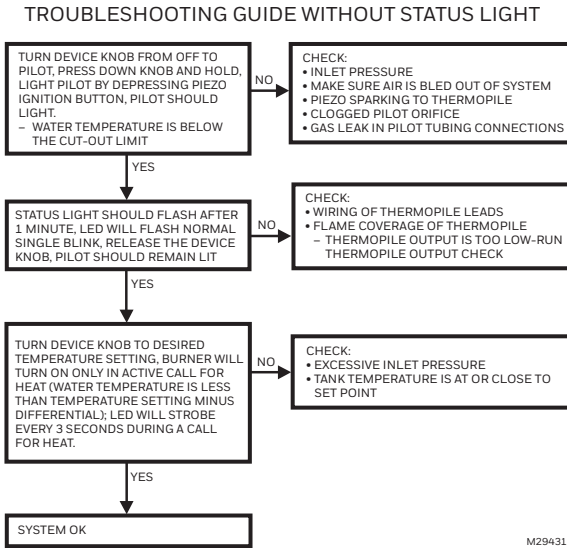 TROUBLESHOOTING GUIDE WITHOUT STATUS LIGHT
TURN DEVICE KNOB FROM OFF TO
PILOT, PRESS DOWN KNOB AND HOLD,
LIGHT PILOT BY DEPRESSING PIEZO
IGNITION BUTTON, PILOT SHOULD
LIGHT.
– WATER TEMPERATURE IS BELOW
THE CUT-OUT LIMIT
NO
CHECK:
• INLET PRESSURE
• MAKE SURE AIR IS BLED OUT OF SYSTEM
• PIEZO SPARKING TO THERMOPILE
• CLOGGED PILOT ORIFICE
• GAS LEAK IN PILOT TUBING CONNECTIONS
YES
STATUS LIGHT SHOULD FLASH AFTER
1 MINUTE, LED WILL FLASH NORMAL
SINGLE BLINK, RELEASE THE DEVICE
KNOB, PILOT SHOULD REMAIN LIT
NO
CHECK:
• WIRING OF THERMOPILE LEADS
• FLAME COVERAGE OF THERMOPILE
– THERMOPILE OUTPUT IS TOO LOW-RUN
THERMOPILE OUTPUT CHECK
YES
TURN DEVICE KNOB TO DESIRED
TEMPERATURE SETTING, BURNER WILL
TURN ON ONLY IN ACTIVE CALL FOR
HEAT (WATER TEMPERATURE IS LESS
THAN TEMPERATURE SETTING MINUS
DIFFERENTIAL); LED WILL STROBE
EVERY 3 SECONDS DURING A CALL
FOR HEAT.
NO
CHECK:
• EXCESSIVE INLET PRESSURE
• TANK TEMPERATURE IS AT OR CLOSE TO
SET POINT
YES
SYSTEM OK
M29431